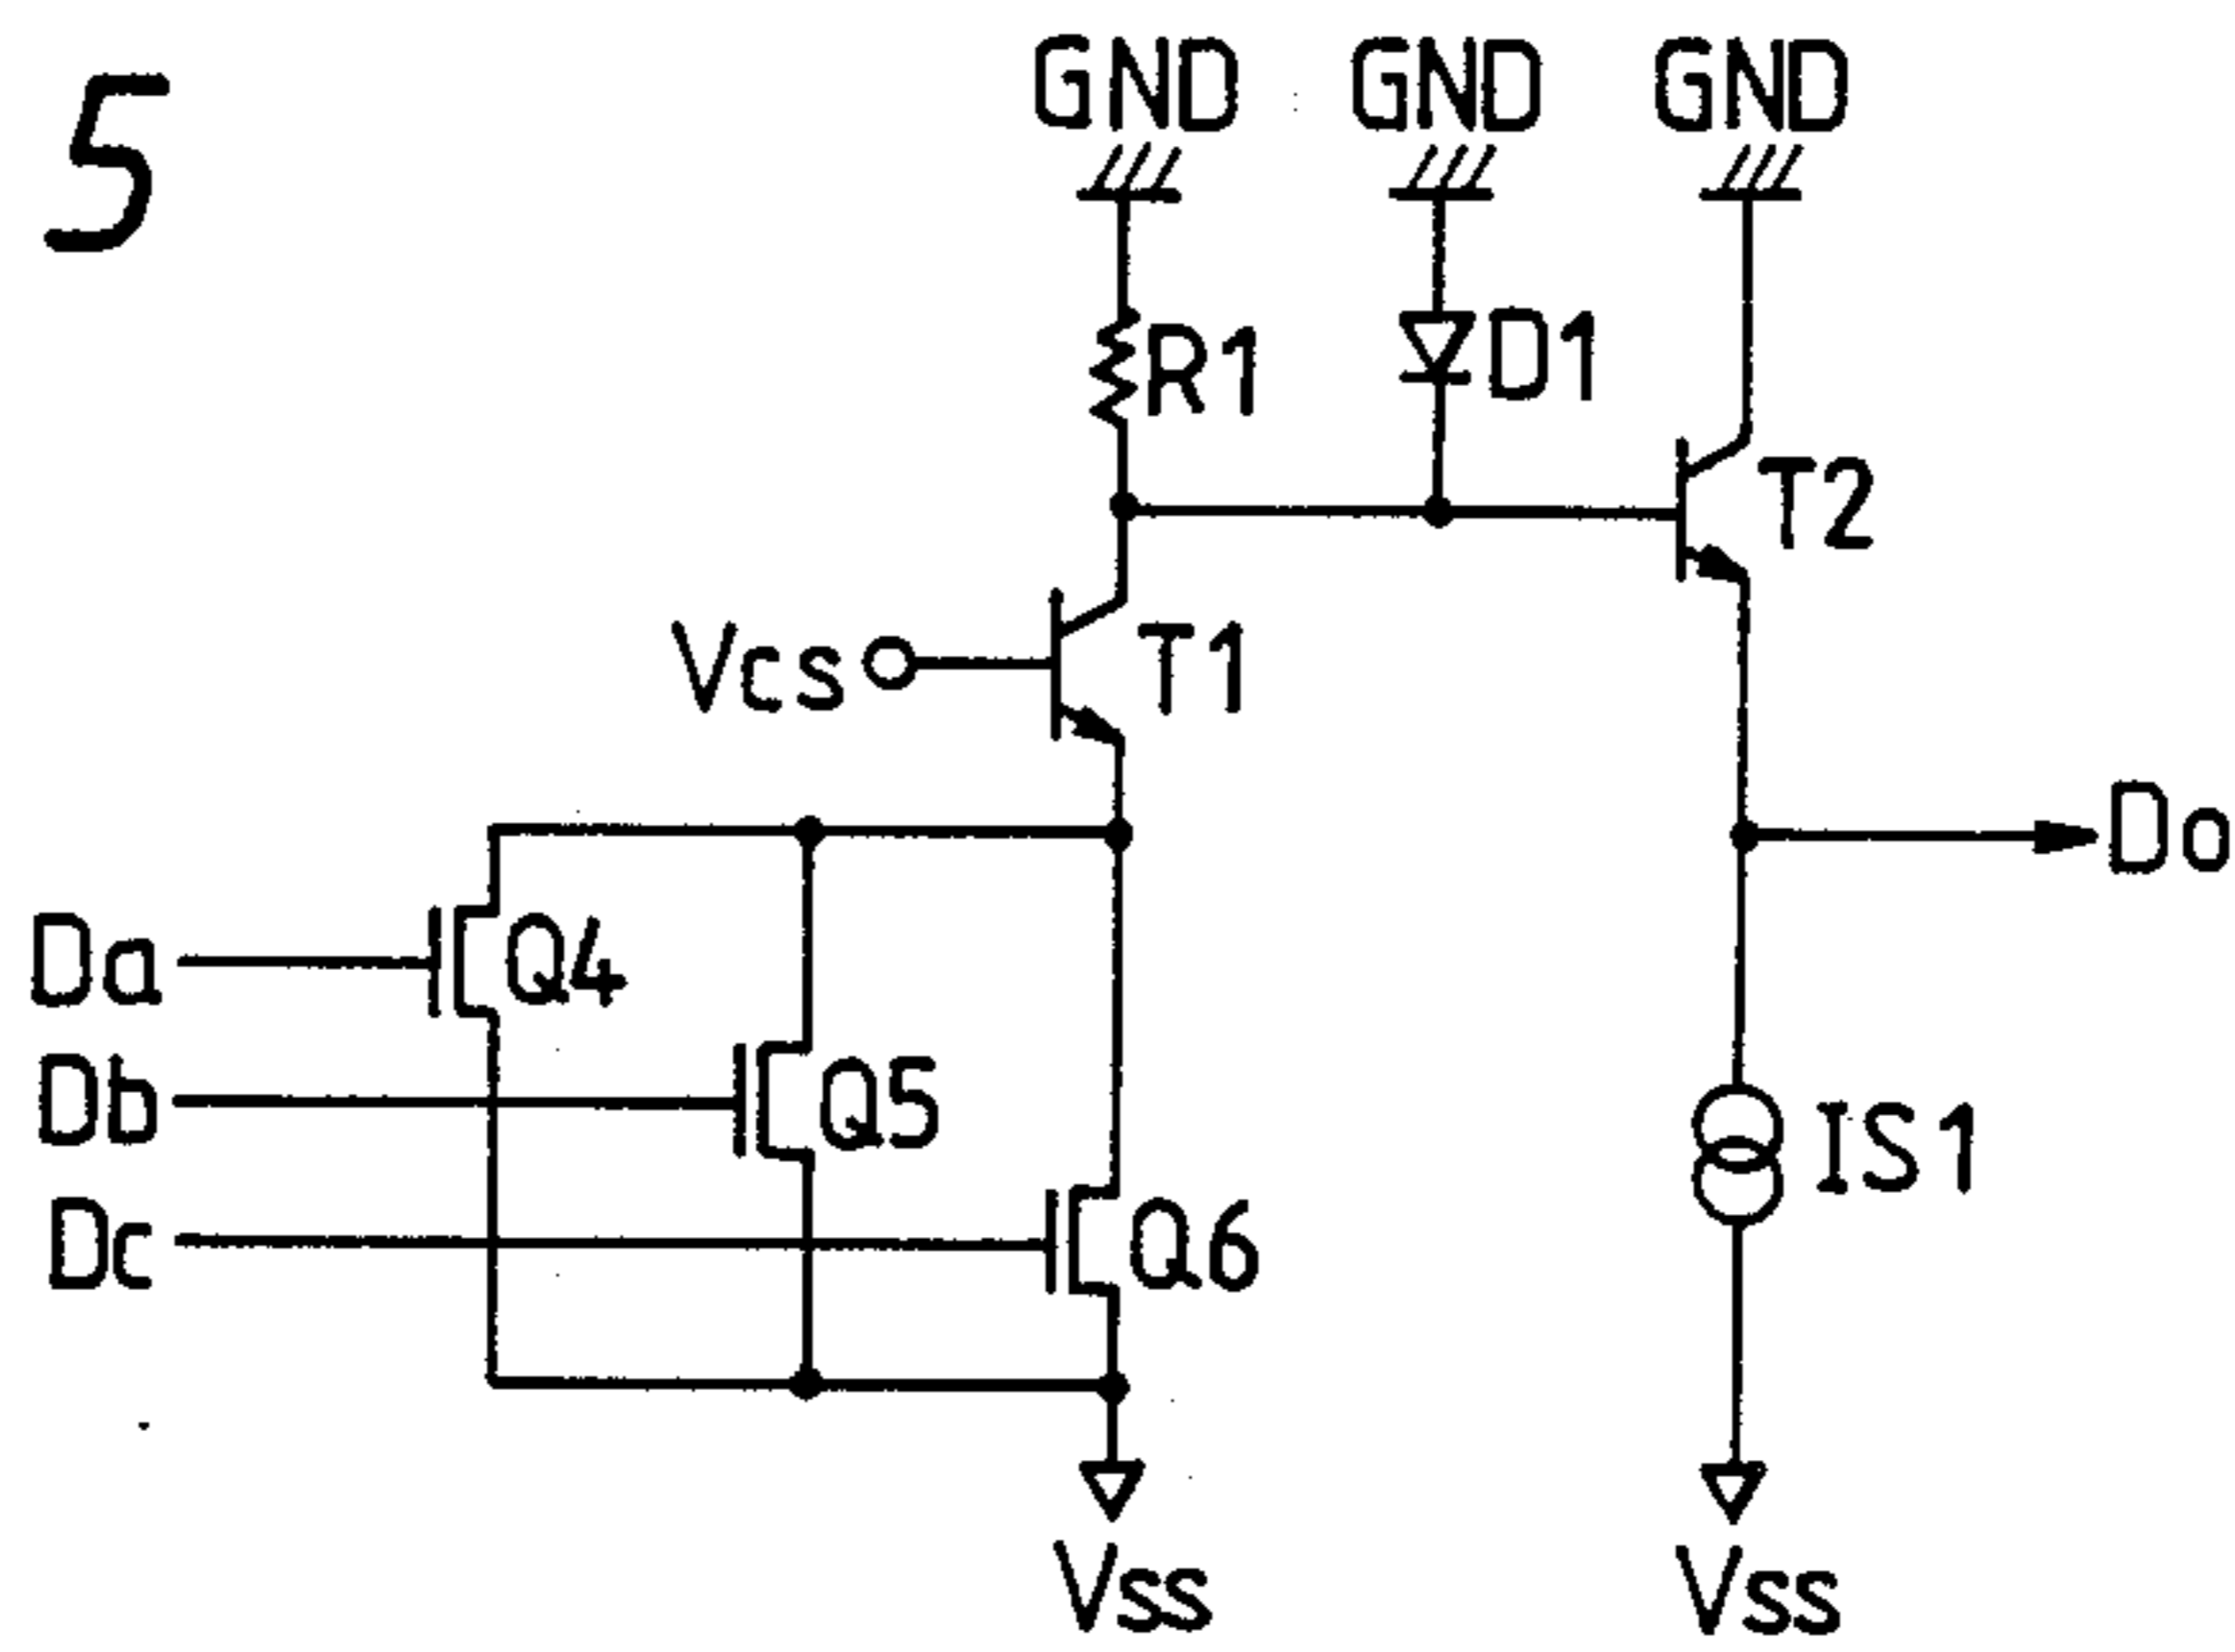 5
GND GND GND
R1 D1
T2
Vcs T1
Do
Da Q4
Db Q5 IS1
Dc Q6
Vss Vss